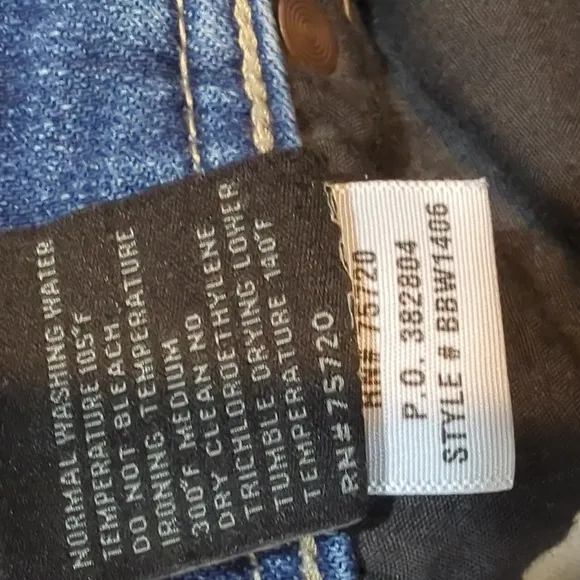 NORMAL WASHING WATER
TEMPERATURE 105°F
DO NOT BLEACH
IRONING TEMPERATURE
300°F MEDIUM
DRY CLEAN NO
TRICHLOROETHYLENE
TUMBLE DRYING LOWER
TEMPERATURE 140°F
RN#75720
RN# 75720
P.O. 382804
STYLE # BBW1406